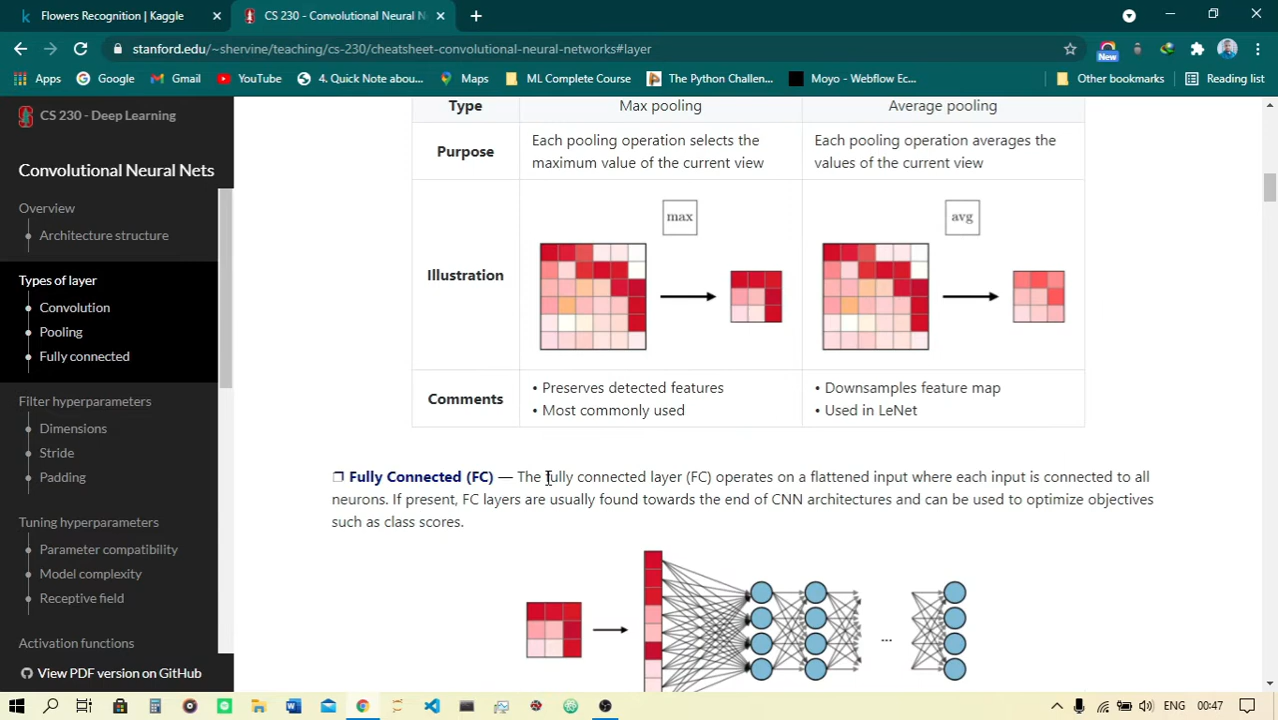 Flowers Recognition | Kaggle
CS 230 - Convolutional Neural N
stanford.edu/~shervine/teaching/cs-230/cheatsheet-convolutional-neural-networks#layer
New
Apps
Google
Gmail
YouTube
4. Quick Note abou...
Maps
ML Complete Course
The Python Challen...
Moyo - Webflow Ec...
Other bookmarks
Reading list
CS 230 - Deep Learning
Convolutional Neural Nets
Overview
Architecture structure
Types of layer
Convolution
Pooling
Fully connected
Filter hyperparameters
Dimensions
Stride
Padding
Tuning hyperparameters
Parameter compatibility
Model complexity
Receptive field
Activation functions
View PDF version on GitHub
Type Max pooling Average pooling
Purpose
Each pooling operation selects the
maximum value of the current view
Each pooling operation averages the
values of the current view
Illustration
max
avg
Comments
• Preserves detected features
• Most commonly used
• Downsamples feature map
• Used in LeNet
❐ Fully Connected (FC) — The fully connected layer (FC) operates on a flattened input where each input is connected to all
neurons. If present, FC layers are usually found towards the end of CNN architectures and can be used to optimize objectives
such as class scores.
...
ENG
00:47